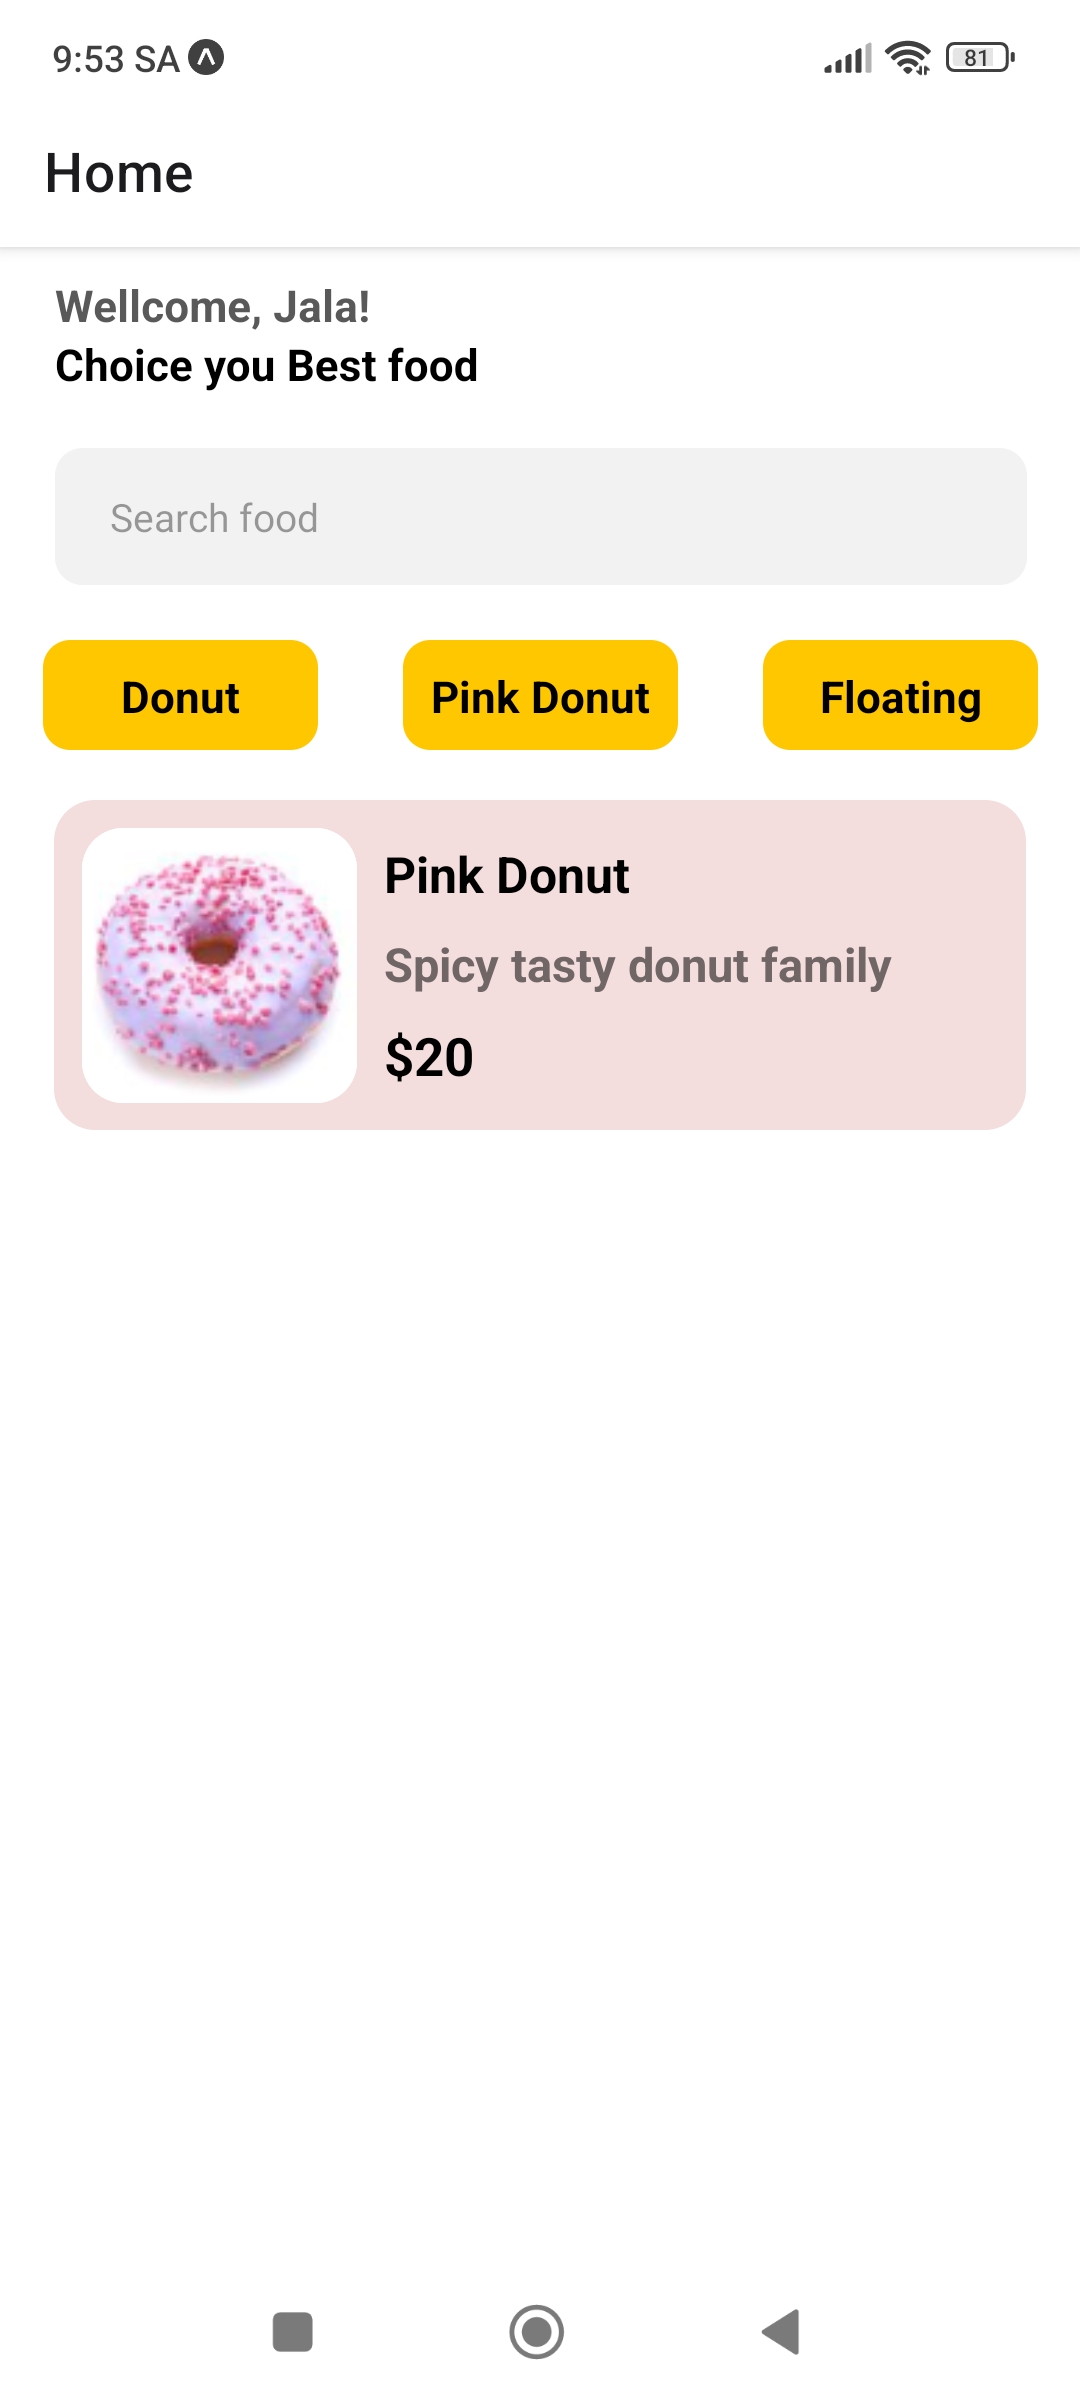 9:53 SA
81
Home
Wellcome, Jala!
Choice you Best food
Search food
Donut
Pink Donut
Floating
Pink Donut
Spicy tasty donut family
$20